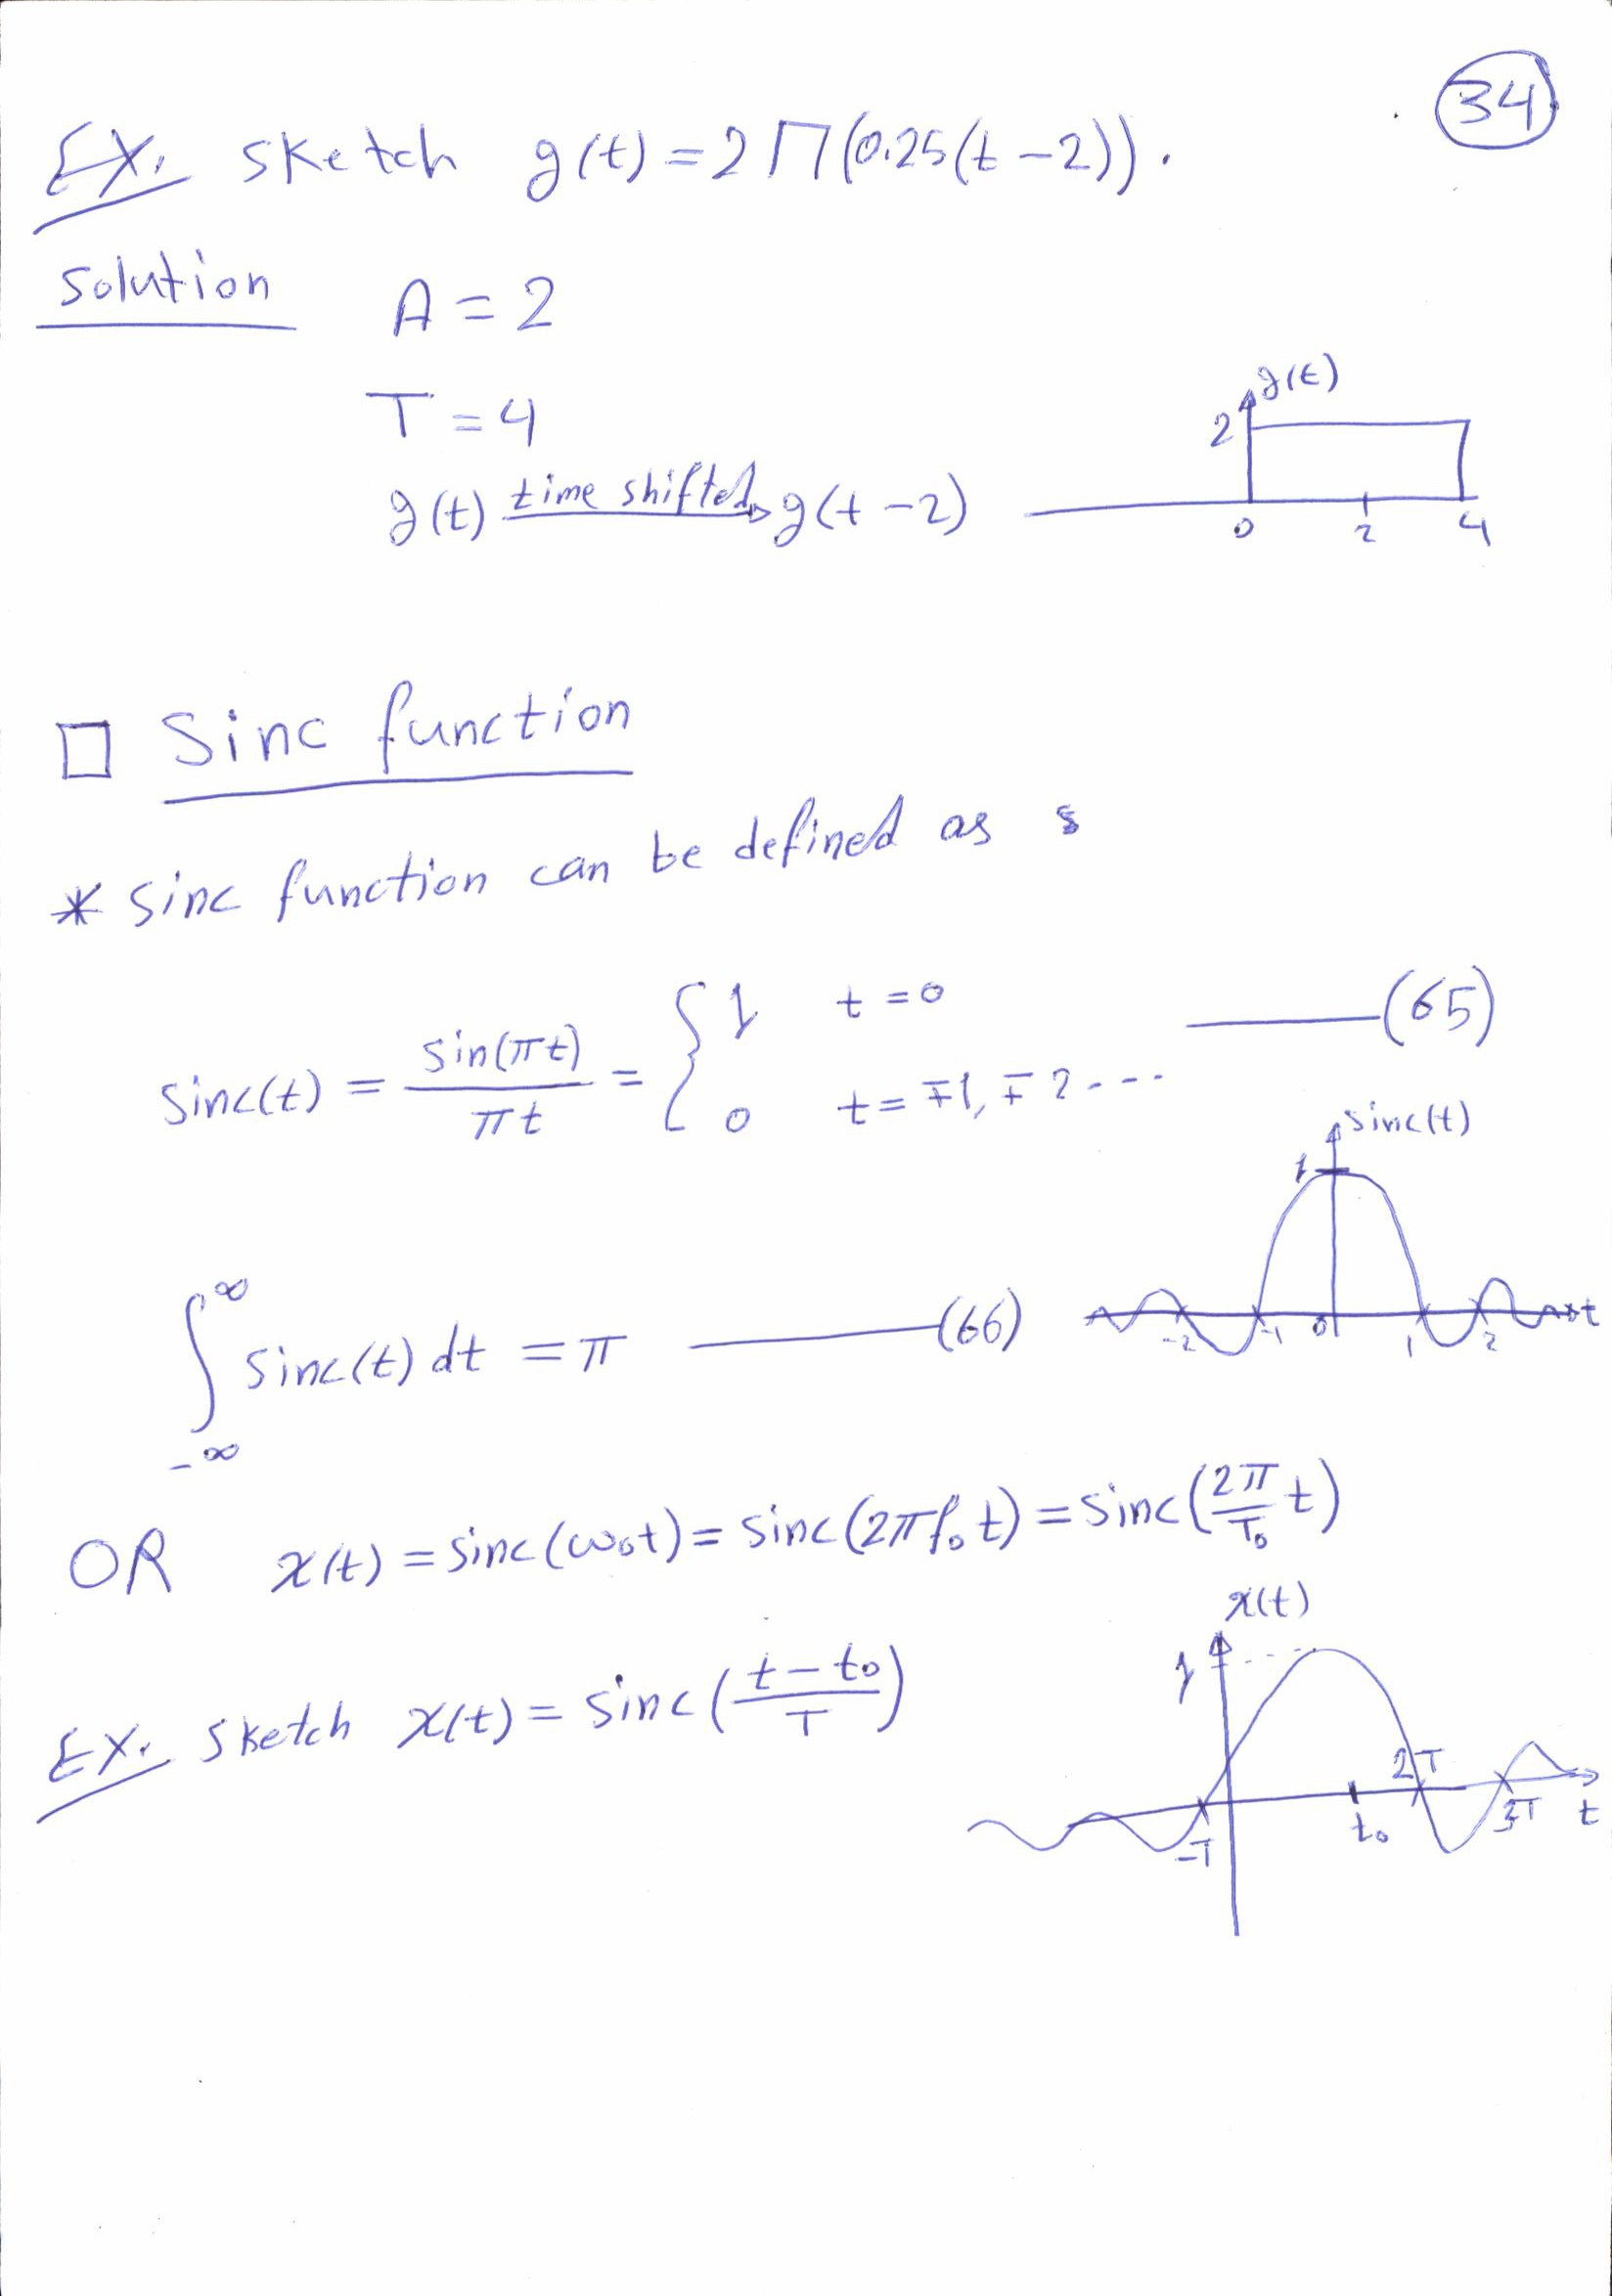 34
EX. sketch g(t) = 2 Π (0.25(t - 2)).
Solution A = 2
T = 4
g(t) time shifted g(t - 2)
g(t)
2
0 2 4
□ Sinc function
* Sinc function can be defined as :
Sinc(t) = sin(πt) / πt = { 1 t = 0 ——— (65)
0 t = ∓1, ∓2 - - -
sinc(t)
1
-2 -1 0 1 2 t
∫_{-∞}^{∞} sinc(t) dt = π ——— (66)
OR x(t) = sinc(ω₀t) = sinc(2πf₀t) = sinc(2π/T₀ t)
EX. sketch x(t) = sinc((t - t₀)/T)
x(t)
1
-T t₀ 2T 3T t